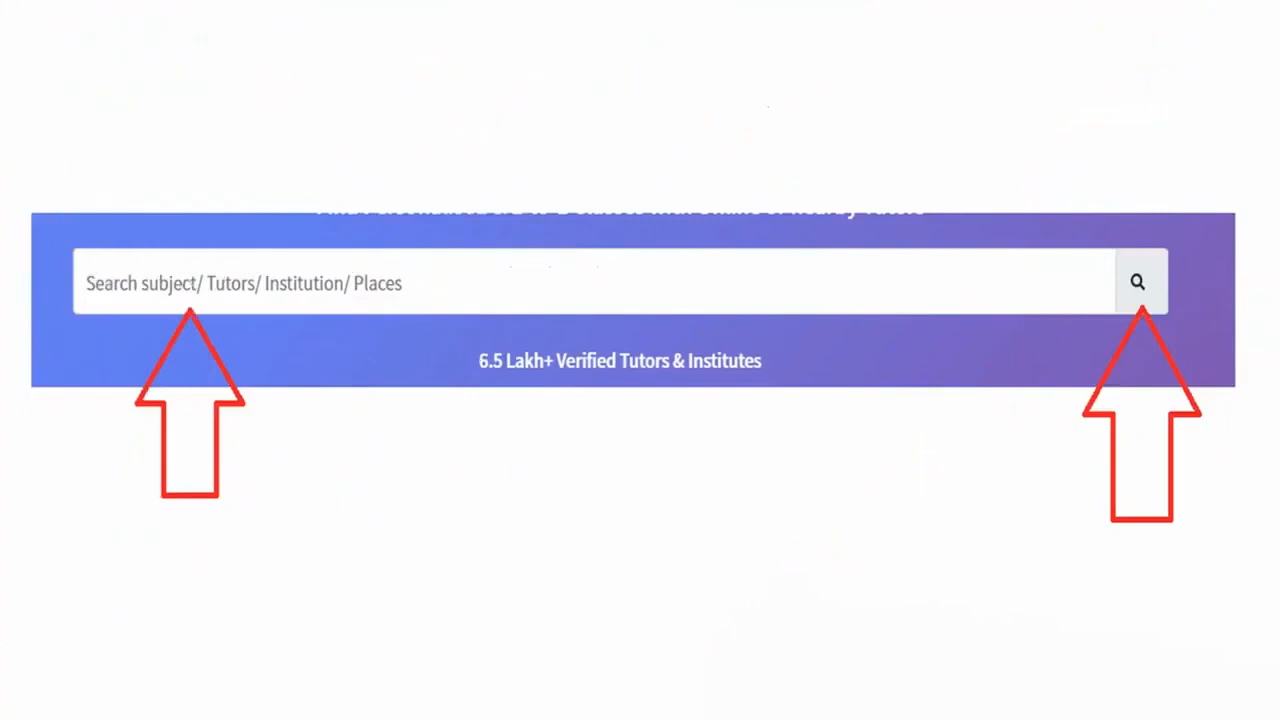 Search subject/ Tutors/ Institution/ Places
6.5 Lakh+ Verified Tutors & Institutes